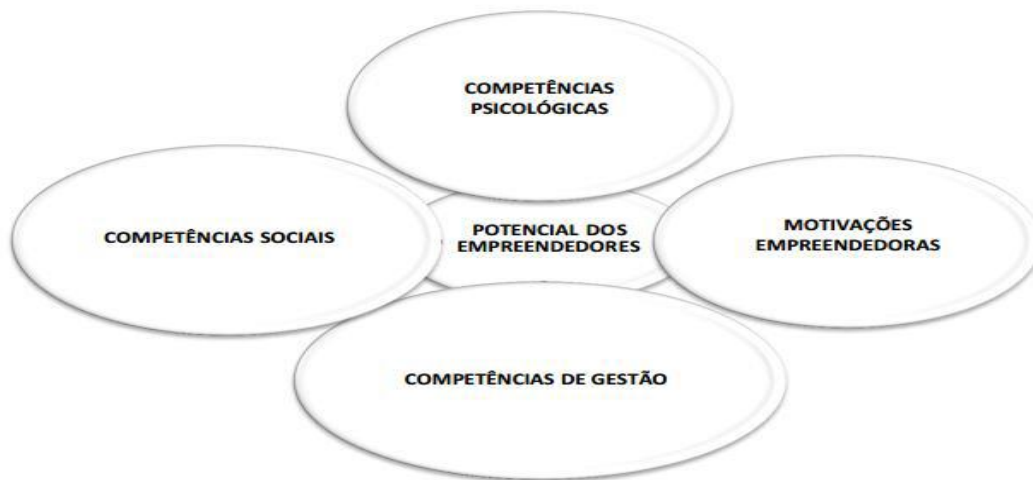 COMPETÊNCIAS
PSICOLÓGICAS
COMPETÊNCIAS SOCIAIS
POTENCIAL DOS
EMPREENDEDORES
MOTIVAÇÕES
EMPREENDEDORAS
COMPETÊNCIAS DE GESTÃO